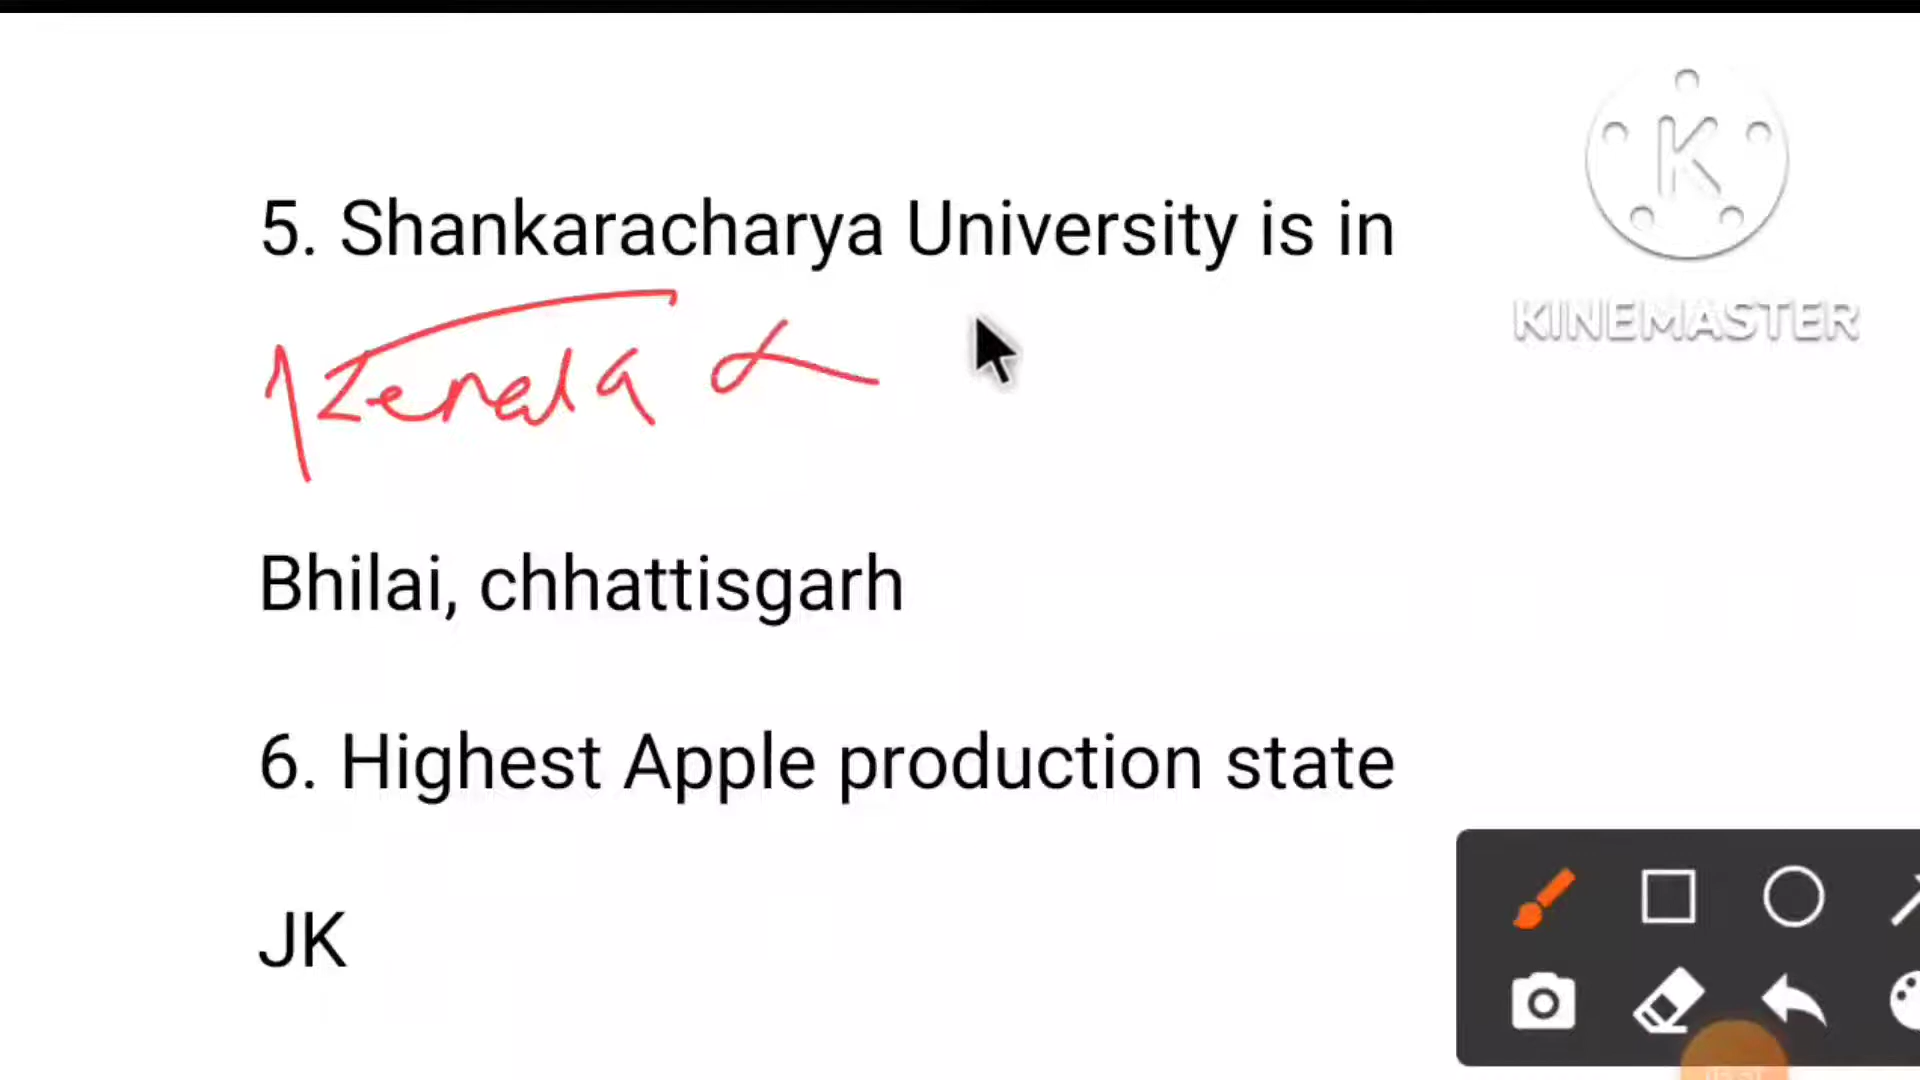 5. Shankaracharya University is in
KINEMASTER
Kerala
Bhilai, chhattisgarh
6. Highest Apple production state
JK